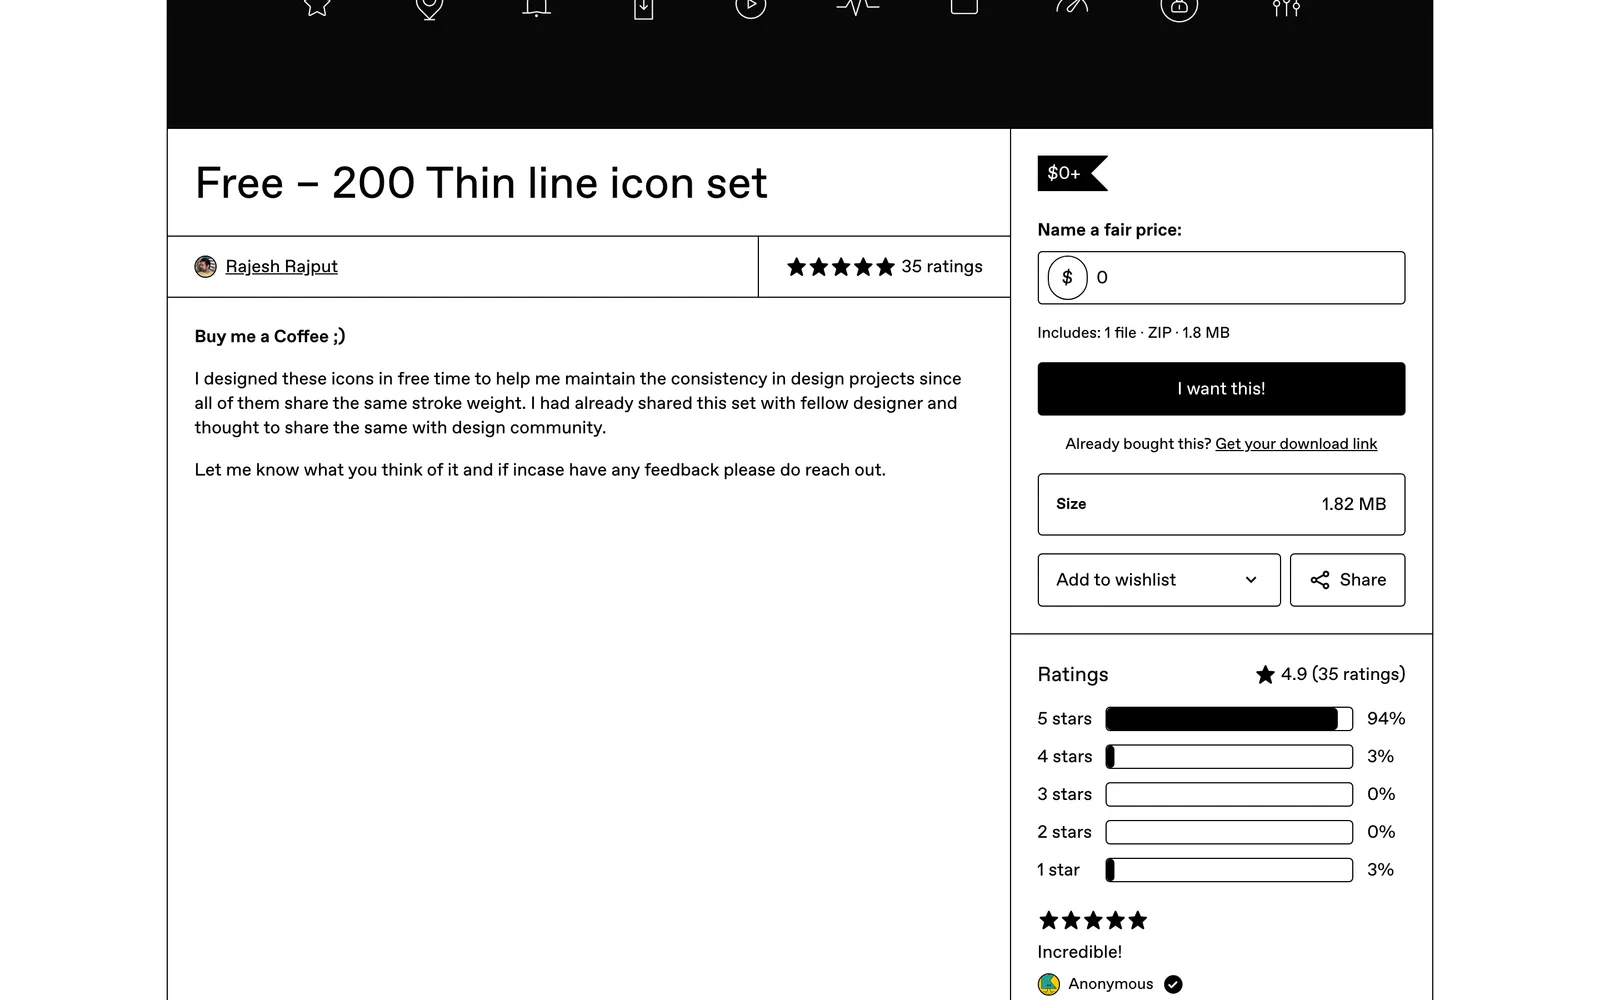 Free – 200 Thin line icon set
Rajesh Rajput
35 ratings
Buy me a Coffee ;)
I designed these icons in free time to help me maintain the consistency in design projects since
all of them share the same stroke weight. I had already shared this set with fellow designer and
thought to share the same with design community.
Let me know what you think of it and if incase have any feedback please do reach out.
$0+
Name a fair price:
$ 0
Includes: 1 file · ZIP · 1.8 MB
I want this!
Already bought this? Get your download link
Size 1.82 MB
Add to wishlist
Share
Ratings 4.9 (35 ratings)
5 stars 94%
4 stars 3%
3 stars 0%
2 stars 0%
1 star 3%
Incredible!
Anonymous